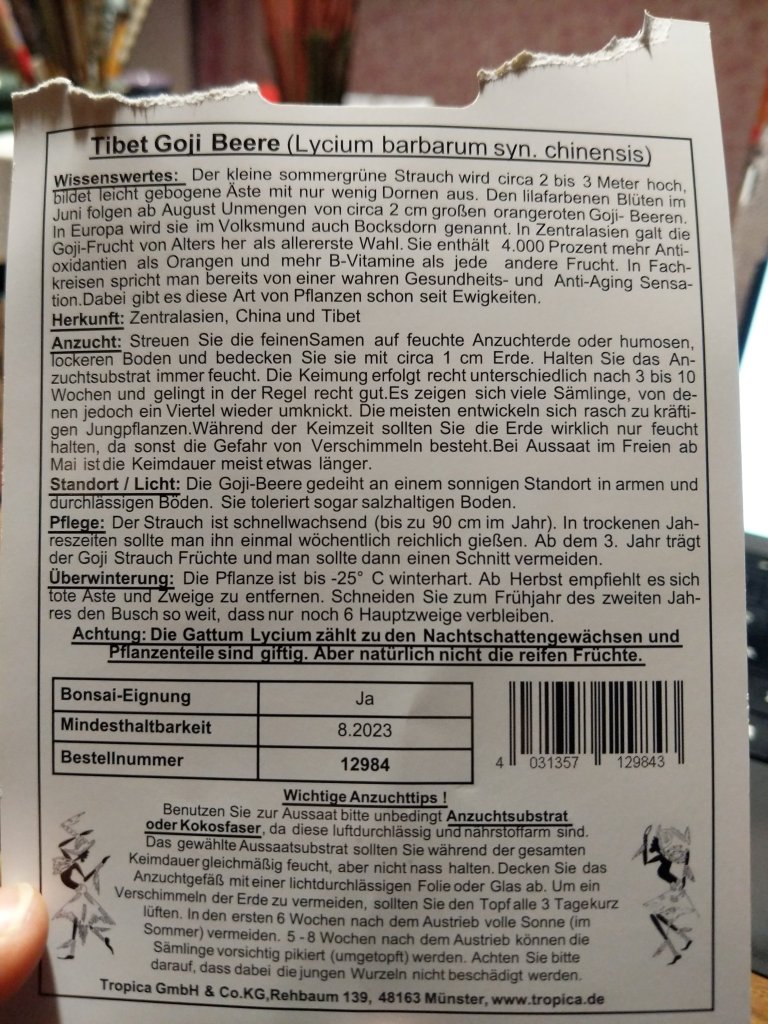 Tibet Goji Beere (Lycium barbarum syn. chinensis)
Wissenswertes: Der kleine sommergrüne Strauch wird circa 2 bis 3 Meter hoch,
bildet leicht gebogene Äste mit nur wenig Dornen aus. Den lilafarbenen Blüten im
Juni folgen ab August Unmengen von circa 2 cm großen orangeroten Goji- Beeren.
In Europa wird sie im Volksmund auch Bocksdorn genannt. In Zentralasien galt die
Goji-Frucht von Alters her als allererste Wahl. Sie enthält 4.000 Prozent mehr Anti-
oxidantien als Orangen und mehr B-Vitamine als jede andere Frucht. In Fach-
kreisen spricht man bereits von einer wahren Gesundheits- und Anti-Aging Sensa-
tion.Dabei gibt es diese Art von Pflanzen schon seit Ewigkeiten.
Herkunft: Zentralasien, China und Tibet
Anzucht: Streuen Sie die feinenSamen auf feuchte Anzuchterde oder humosen,
lockeren Boden und bedecken Sie sie mit circa 1 cm Erde. Halten Sie das An-
zuchtsubstrat immer feucht. Die Keimung erfolgt recht unterschiedlich nach 3 bis 10
Wochen und gelingt in der Regel recht gut.Es zeigen sich viele Sämlinge, von de-
nen jedoch ein Viertel wieder umknickt. Die meisten entwickeln sich rasch zu kräfti-
gen Jungpflanzen.Während der Keimzeit sollten Sie die Erde wirklich nur feucht
halten, da sonst die Gefahr von Verschimmeln besteht.Bei Aussaat im Freien ab
Mai ist die Keimdauer meist etwas länger.
Standort / Licht: Die Goji-Beere gedeiht an einem sonnigen Standort in armen und
durchlässigen Böden. Sie toleriert sogar salzhaltigen Boden.
Pflege: Der Strauch ist schnellwachsend (bis zu 90 cm im Jahr). In trockenen Jah-
reszeiten sollte man ihn einmal wöchentlich reichlich gießen. Ab dem 3. Jahr trägt
der Goji Strauch Früchte und man sollte dann einen Schnitt vermeiden.
Überwinterung: Die Pflanze ist bis -25° C winterhart. Ab Herbst empfiehlt es sich
tote Äste und Zweige zu entfernen. Schneiden Sie zum Frühjahr des zweiten Jah-
res den Busch so weit, dass nur noch 6 Hauptzweige verbleiben.
Achtung: Die Gattum Lycium zählt zu den Nachtschattengewächsen und
Pflanzenteile sind giftig. Aber natürlich nicht die reifen Früchte.
Bonsai-Eignung Ja
Mindesthaltbarkeit 8.2023
Bestellnummer 12984
4 031357 129843
Wichtige Anzuchttips !
Benutzen Sie zur Aussaat bitte unbedingt Anzuchtsubstrat
oder Kokosfaser, da diese luftdurchlässig und nährstoffarm sind.
Das gewählte Aussaatsubstrat sollten Sie während der gesamten
Keimdauer gleichmäßig feucht, aber nicht nass halten. Decken Sie das
Anzuchtgefäß mit einer lichtdurchlässigen Folie oder Glas ab. Um ein
Verschimmeln der Erde zu vermeiden, sollten Sie den Topf alle 3 Tage kurz
lüften. In den ersten 6 Wochen nach dem Austrieb volle Sonne (im
Sommer) vermeiden. 5 - 8 Wochen nach dem Austrieb können die
Sämlinge vorsichtig pikiert (umgetopft) werden. Achten Sie bitte
darauf, dass dabei die jungen Wurzeln nicht beschädigt werden.
Tropica GmbH & Co.KG,Rehbaum 139, 48163 Münster, www.tropica.de